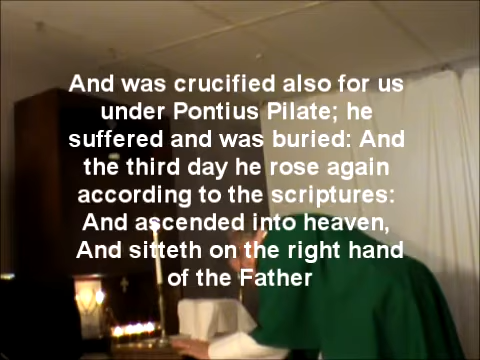 And was crucified also for us
under Pontius Pilate; he
suffered and was buried: And
the third day he rose again
according to the scriptures:
And ascended into heaven,
And sitteth on the right hand
of the Father